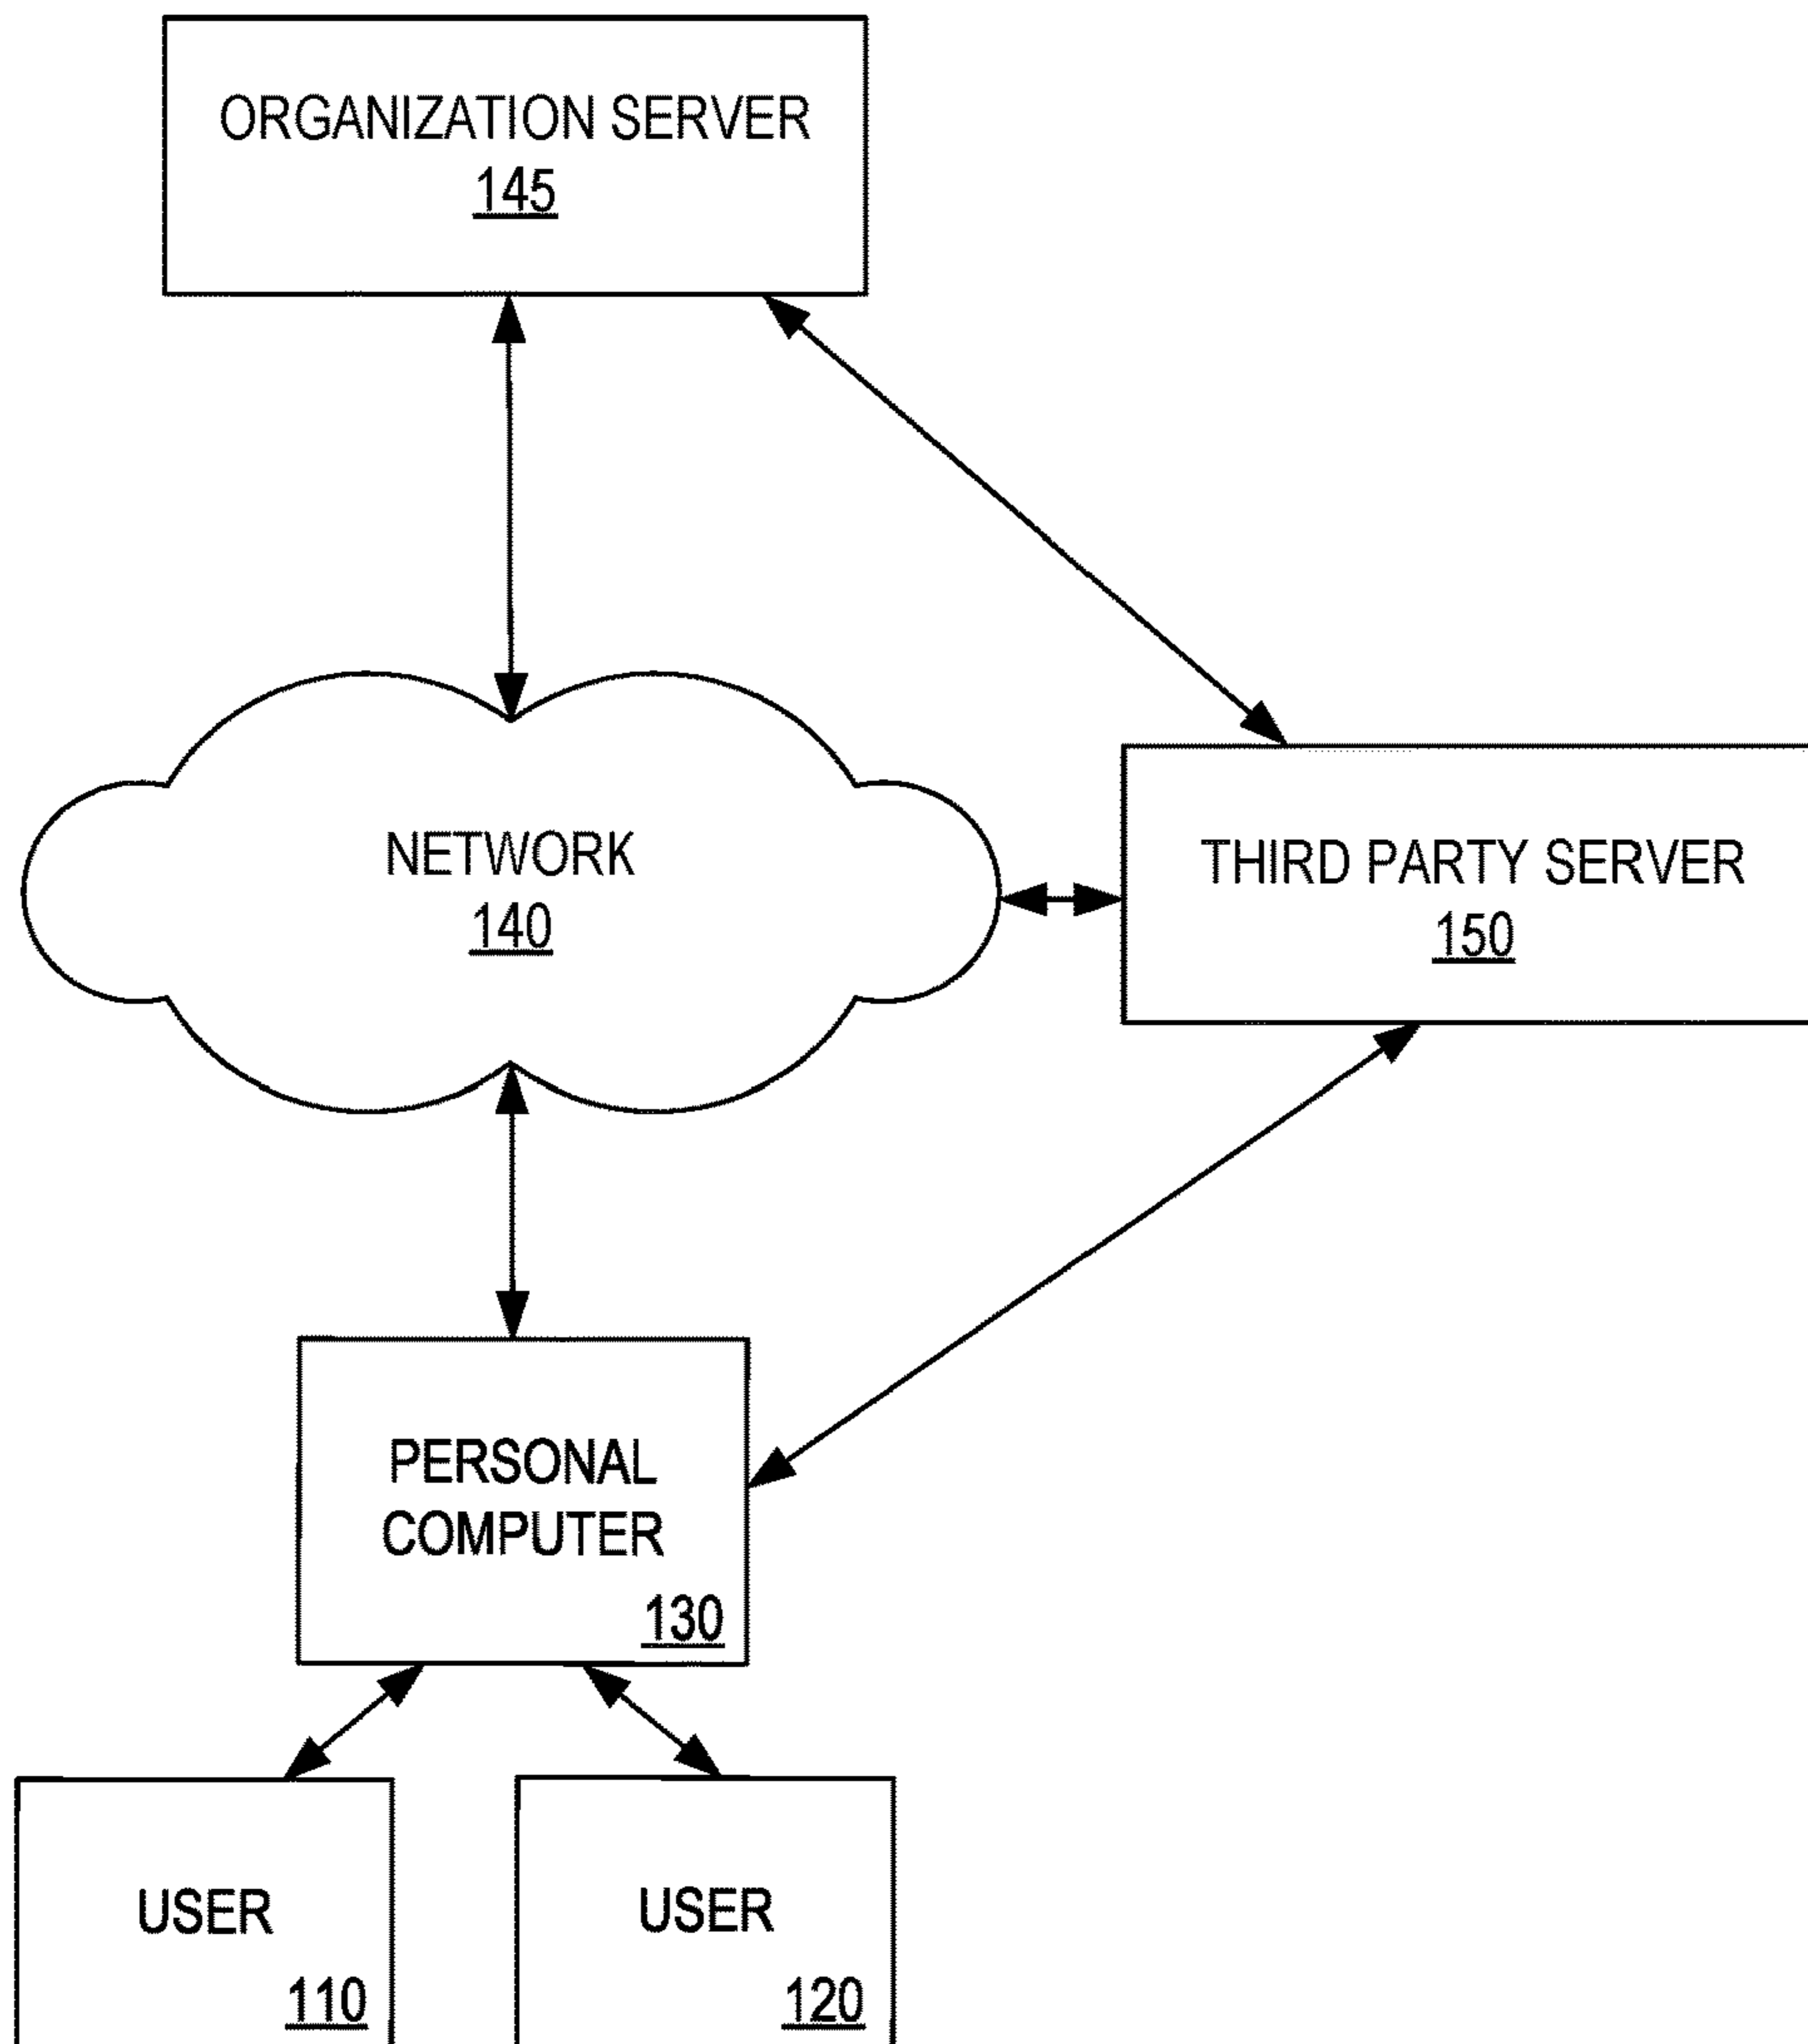 ORGANIZATION SERVER
145
NETWORK
140
THIRD PARTY SERVER
150
PERSONAL
COMPUTER
130
USER
110
USER
120